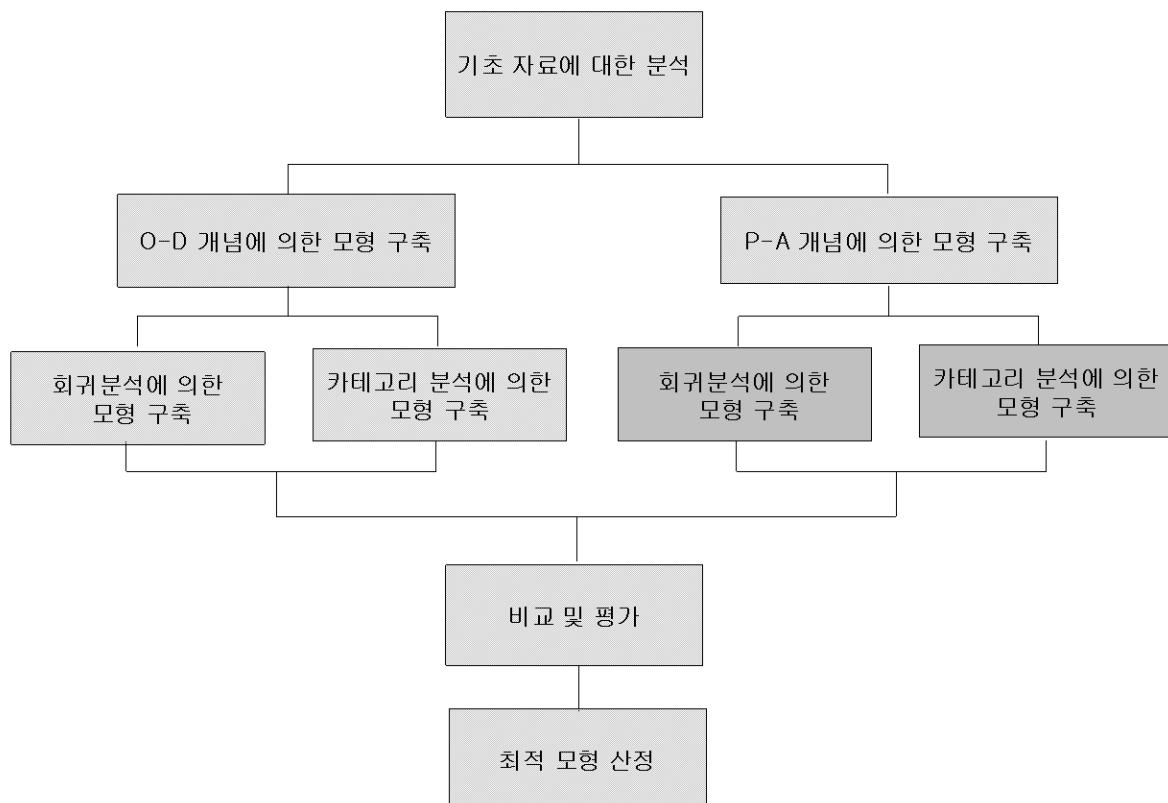 기초 자료에 대한 분석
O-D 개념에 의한 모형 구축
P-A 개념에 의한 모형 구축
회귀분석에 의한
모형 구축
카테고리 분석에 의한
모형 구축
회귀분석에 의한
모형 구축
카테고리 분석에 의한
모형 구축
비교 및 평가
최적 모형 산정